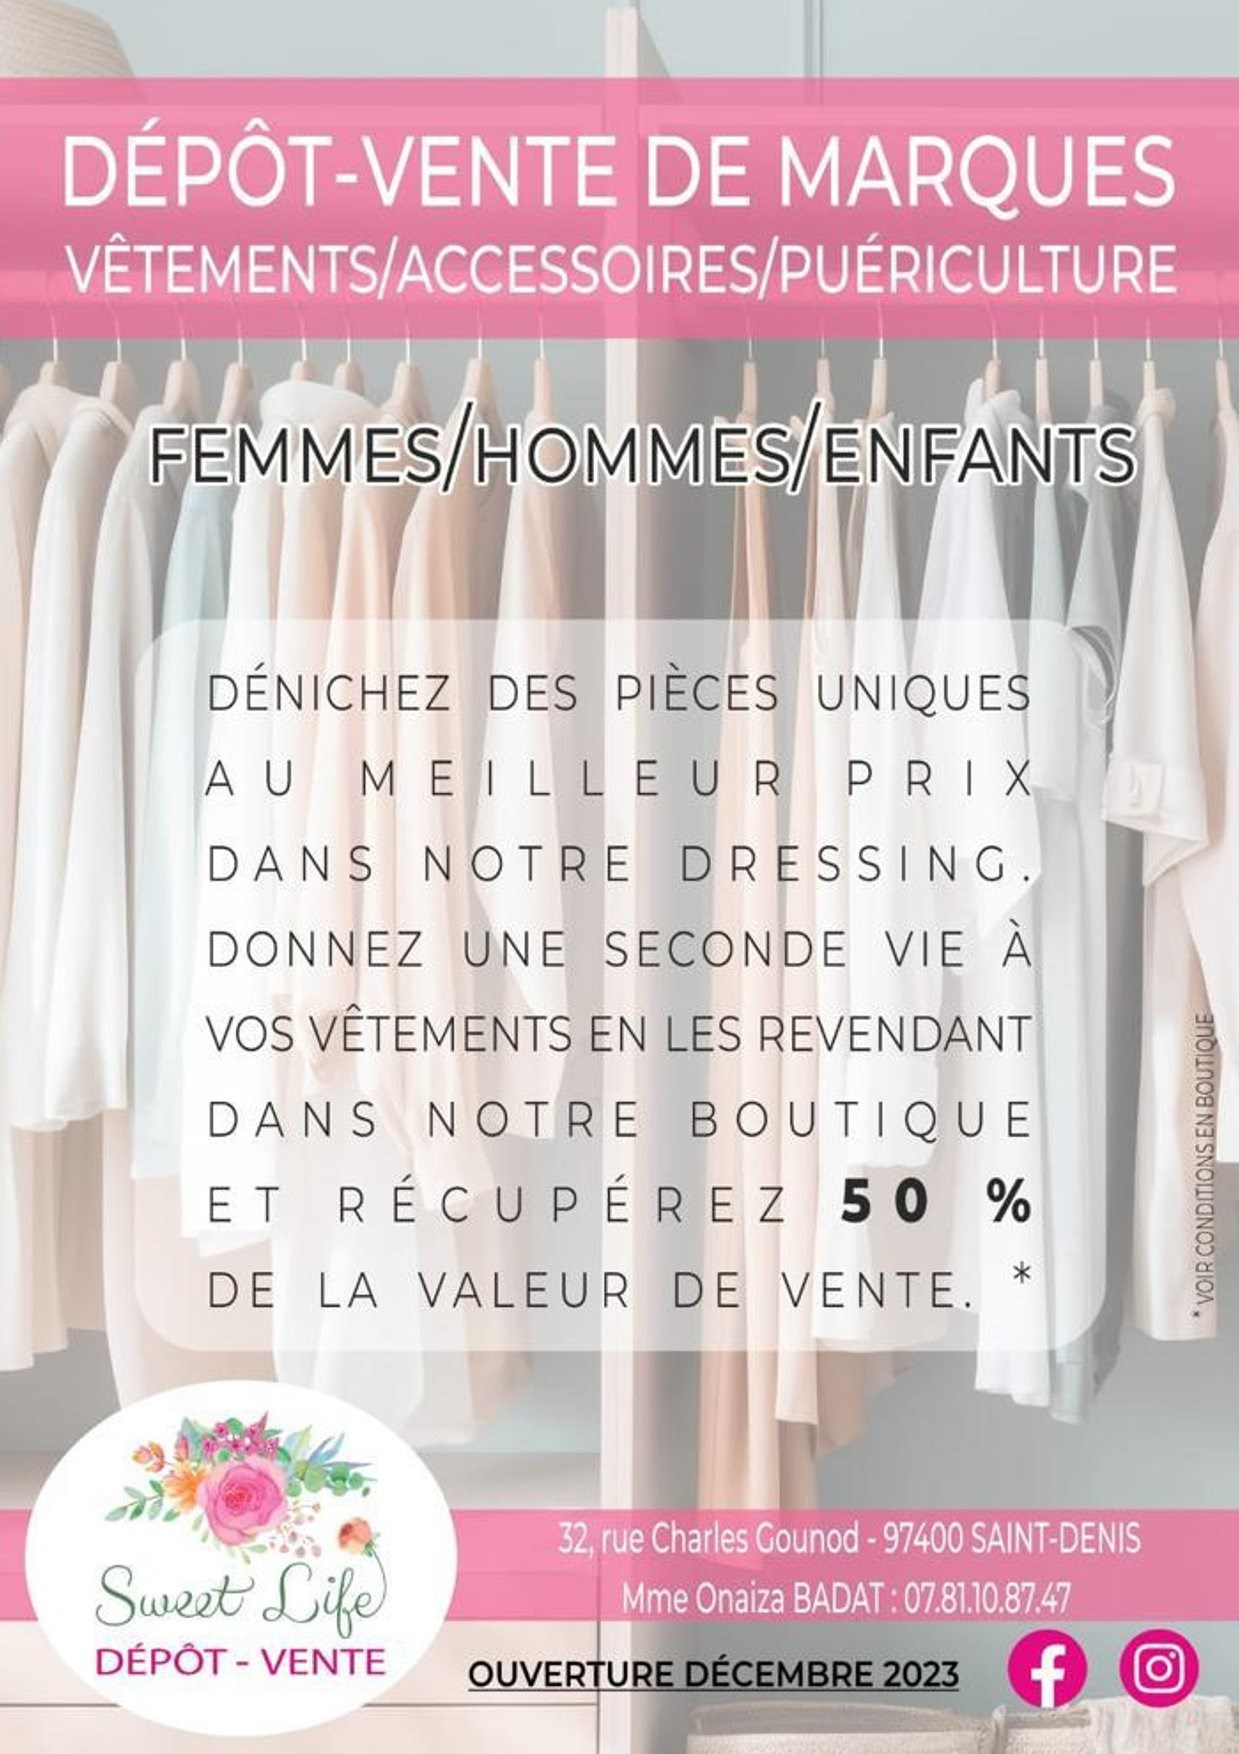 DÉPÔT-VENTE DE MARQUES
VÊTEMENTS/ACCESSOIRES/PUÉRICULTURE
FEMMES/HOMMES/ENFANTS
DÉNICHEZ DES PIÈCES UNIQUES
AU MEILLEUR PRIX
DANS NOTRE DRESSING.
DONNEZ UNE SECONDE VIE À
VOS VÊTEMENTS EN LES REVENDANT
DANS NOTRE BOUTIQUE
ET RÉCUPÉREZ 50 %
DE LA VALEUR DE VENTE. *
* VOIR CONDITIONS EN BOUTIQUE
Sweet Life
DÉPÔT - VENTE
32, rue Charles Gounod - 97400 SAINT-DENIS
Mme Onaiza BADAT : 07.81.10.87.47
OUVERTURE DÉCEMBRE 2023